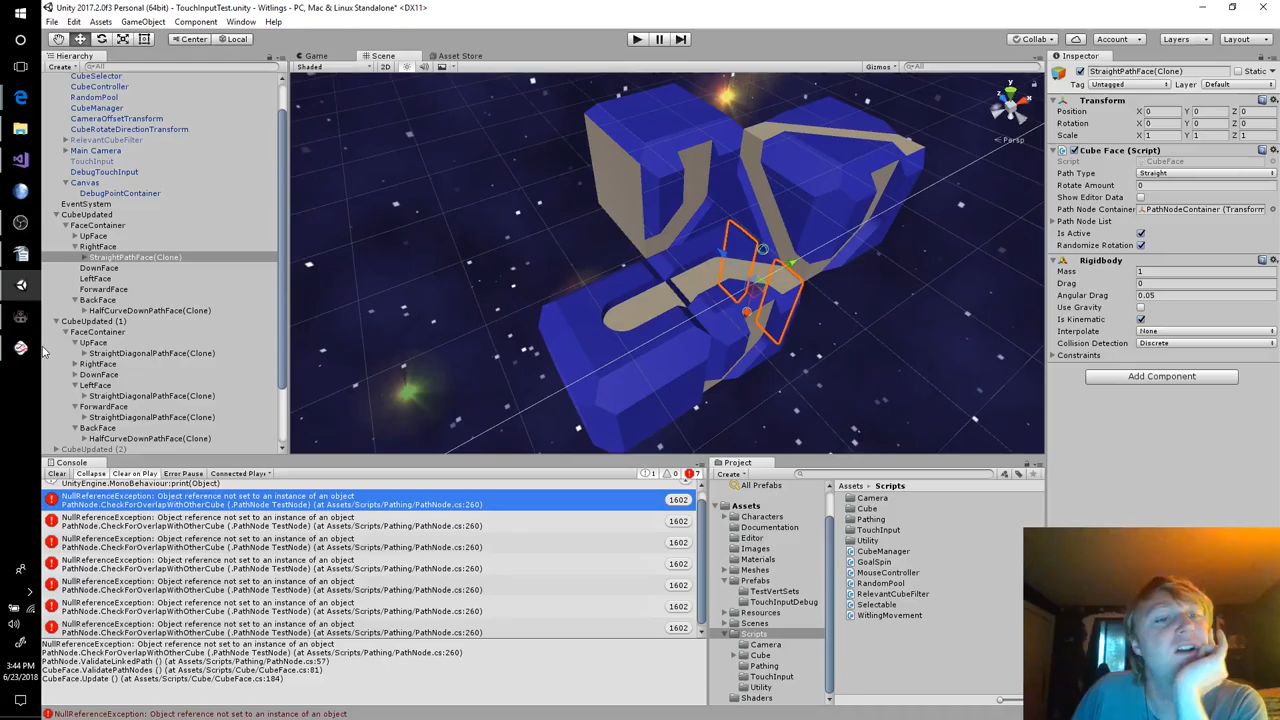 Unity 2017.2.0f3 Personal (64bit) - TouchInputTest.unity - Witlings - PC, Mac & Linux Standalone* <DX11>
File Edit Assets GameObject Component Window Help
Center Local Collab Account Layers Layout
Hierarchy
Create All
CubeSelector
CubeController
RandomPool
CubeManager
CameraOffsetTransform
CubeRotateDirectionTransform
RelevantCubeFilter
Main Camera
TouchInput
DebugTouchInput
Canvas
DebugPointContainer
EventSystem
CubeUpdated
FaceContainer
UpFace
RightFace
StraightPathFace(Clone)
DownFace
LeftFace
ForwardFace
BackFace
HalfCurveDownPathFace(Clone)
CubeUpdated (1)
FaceContainer
UpFace
StraightDiagonalPathFace(Clone)
RightFace
DownFace
LeftFace
StraightDiagonalPathFace(Clone)
ForwardFace
StraightDiagonalPathFace(Clone)
BackFace
HalfCurveDownPathFace(Clone)
CubeUpdated (2)
Game Scene Asset Store
Shaded 2D Gizmos All
y
x
z
Persp
Inspector
StraightPathFace(Clone) Static
Tag Untagged Layer Default
Transform
Position X 0 Y 0 Z 0
Rotation X 0 Y 0 Z 0
Scale X 1 Y 1 Z 1
Cube Face (Script)
Script CubeFace
Path Type Straight
Rotate Amount 0
Show Editor Data
Path Node Container PathNodeContainer (Transform
Path Node List
Is Active
Randomize Rotation
Rigidbody
Mass 1
Drag 0
Angular Drag 0.05
Use Gravity
Is Kinematic
Interpolate None
Collision Detection Discrete
Constraints
Add Component
Console
Clear Collapse Clear on Play Error Pause Connected Play 1 0 7
UnityEngine.MonoBehaviour:print(Object)
NullReferenceException: Object reference not set to an instance of an object
PathNode.CheckForOverlapWithOtherCube (.PathNode TestNode) (at Assets/Scripts/Pathing/PathNode.cs:260) 1602
NullReferenceException: Object reference not set to an instance of an object
PathNode.CheckForOverlapWithOtherCube (.PathNode TestNode) (at Assets/Scripts/Pathing/PathNode.cs:260) 1602
NullReferenceException: Object reference not set to an instance of an object
PathNode.CheckForOverlapWithOtherCube (.PathNode TestNode) (at Assets/Scripts/Pathing/PathNode.cs:260) 1602
NullReferenceException: Object reference not set to an instance of an object
PathNode.CheckForOverlapWithOtherCube (.PathNode TestNode) (at Assets/Scripts/Pathing/PathNode.cs:260) 1602
NullReferenceException: Object reference not set to an instance of an object
PathNode.CheckForOverlapWithOtherCube (.PathNode TestNode) (at Assets/Scripts/Pathing/PathNode.cs:260) 1602
NullReferenceException: Object reference not set to an instance of an object
PathNode.CheckForOverlapWithOtherCube (.PathNode TestNode) (at Assets/Scripts/Pathing/PathNode.cs:260) 1602
NullReferenceException: Object reference not set to an instance of an object
PathNode.CheckForOverlapWithOtherCube (.PathNode TestNode) (at Assets/Scripts/Pathing/PathNode.cs:260) 1602
NullReferenceException: Object reference not set to an instance of an object
PathNode.CheckForOverlapWithOtherCube (.PathNode TestNode) (at Assets/Scripts/Pathing/PathNode.cs:260)
PathNode.ValidateLinkedPath () (at Assets/Scripts/Pathing/PathNode.cs:57)
CubeFace.ValidatePathNodes () (at Assets/Scripts/Cube/CubeFace.cs:81)
CubeFace.Update () (at Assets/Scripts/Cube/CubeFace.cs:184)
NullReferenceException: Object reference not set to an instance of an object
Project
Create
All Prefabs
Assets
Characters
Documentation
Editor
Images
Materials
Meshes
Prefabs
TestVertSets
TouchInputDebug
Resources
Scenes
Scripts
Camera
Cube
Pathing
TouchInput
Utility
Shaders
Assets Scripts
Camera
Cube
Pathing
TouchInput
Utility
CubeManager
GoalSpin
MouseController
RandomPool
RelevantCubeFilter
Selectable
WitlingMovement
3:44 PM
6/23/2018